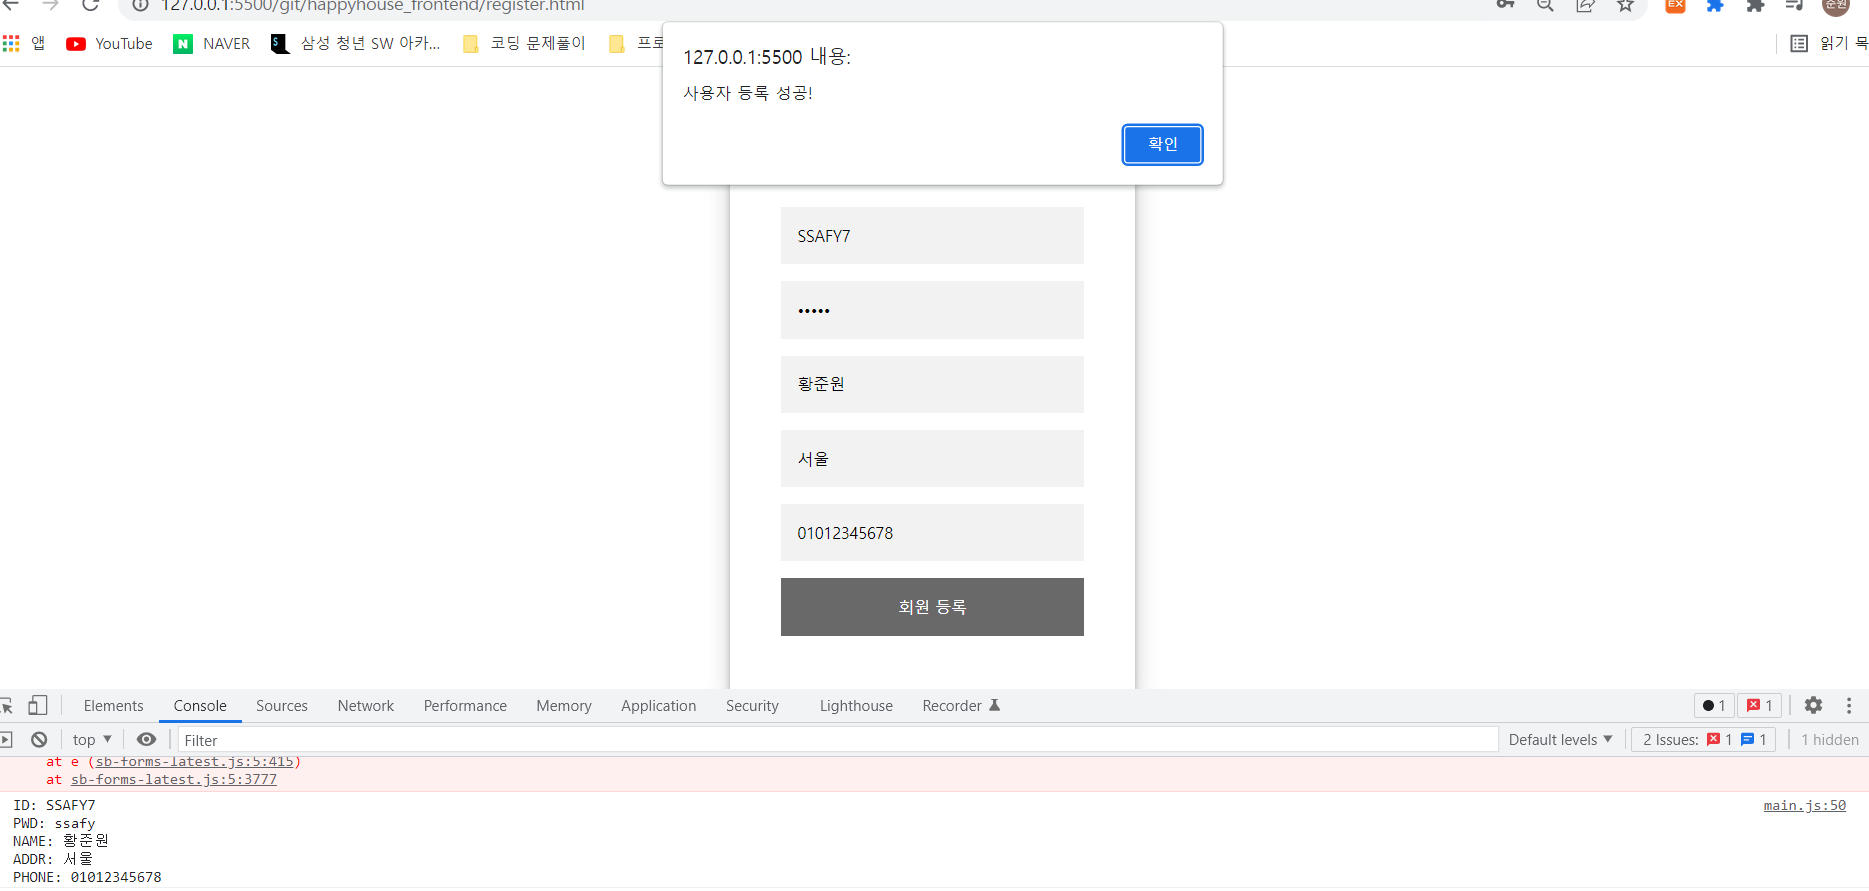 127.0.0.1:5500/git/happyhouse_frontend/register.html
EX
준원
앱 YouTube N NAVER 삼성 청년 SW 아카... 코딩 문제풀이 프로
읽기 목
127.0.0.1:5500 내용:
사용자 등록 성공!
확인
SSAFY7
•••••
황준원
서울
01012345678
회원 등록
Elements Console Sources Network Performance Memory Application Security Lighthouse Recorder 1 1
top Filter Default levels 2 Issues: 1 1 1 hidden
at e (sb-forms-latest.js:5:415)
at sb-forms-latest.js:5:3777
ID: SSAFY7 main.js:50
PWD: ssafy
NAME: 황준원
ADDR: 서울
PHONE: 01012345678